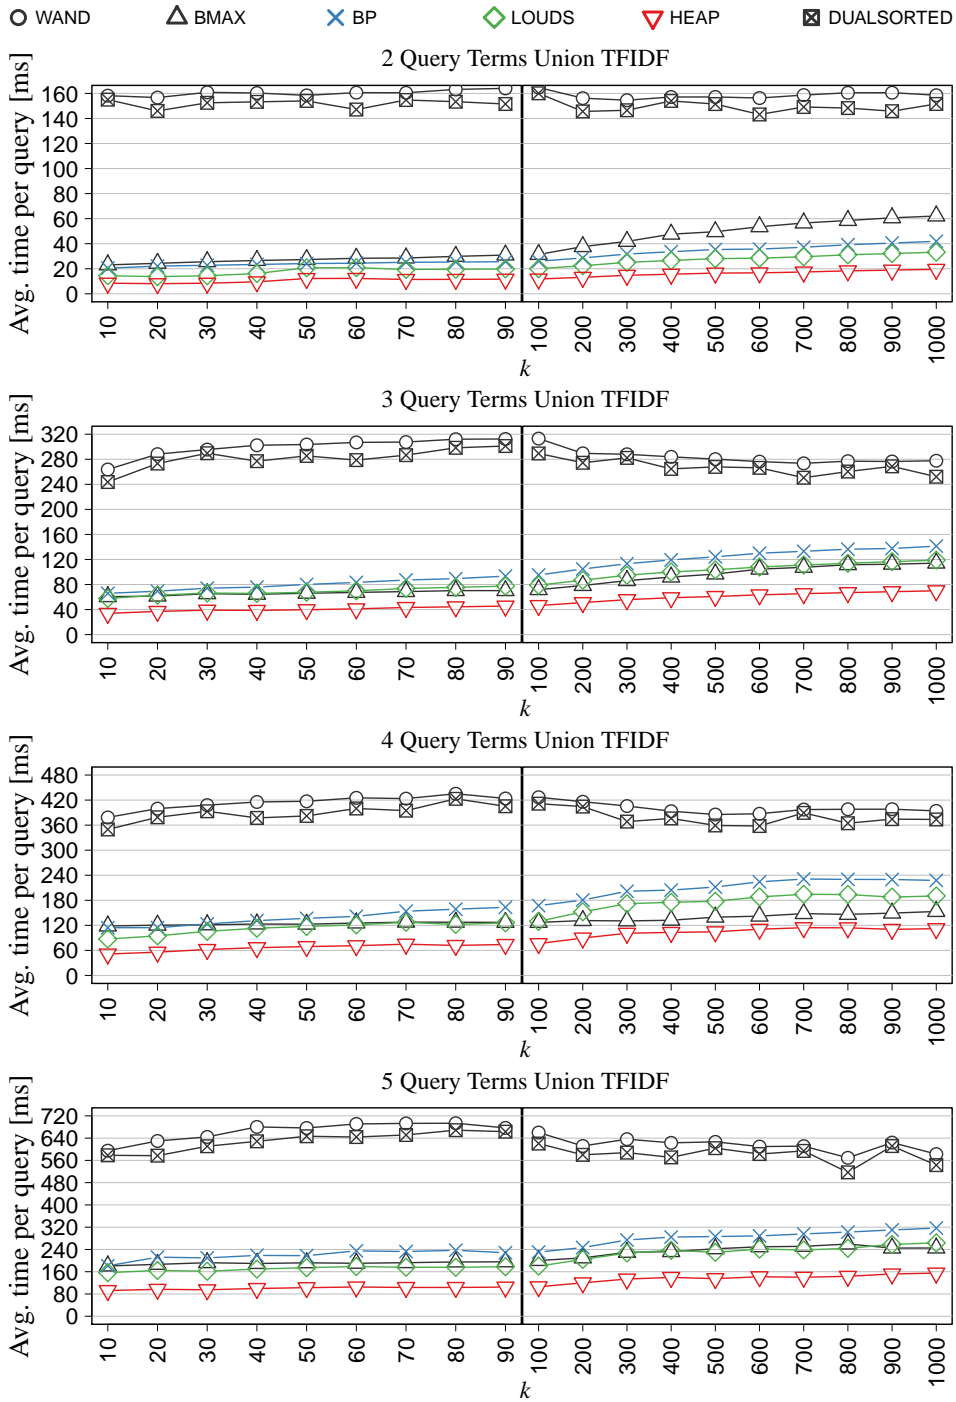 WAND BMAX BP LOUDS HEAP DUALSORTED
2 Query Terms Union TFIDF
Avg. time per query [ms]
160
140
120
100
80
60
40
20
0
10 20 30 40 50 60 70 80 90 100 200 300 400 500 600 700 800 900 1000
k
3 Query Terms Union TFIDF
Avg. time per query [ms]
320
280
240
200
160
120
80
40
0
10 20 30 40 50 60 70 80 90 100 200 300 400 500 600 700 800 900 1000
k
4 Query Terms Union TFIDF
Avg. time per query [ms]
480
420
360
300
240
180
120
60
0
10 20 30 40 50 60 70 80 90 100 200 300 400 500 600 700 800 900 1000
k
5 Query Terms Union TFIDF
Avg. time per query [ms]
720
640
560
480
400
320
240
160
80
0
10 20 30 40 50 60 70 80 90 100 200 300 400 500 600 700 800 900 1000
k